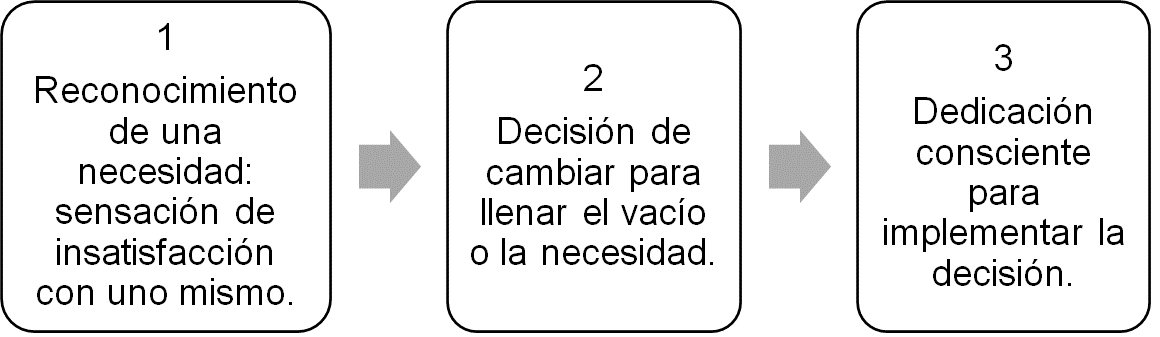 1
Reconocimiento
de una
necesidad:
sensación de
insatisfacción
con uno mismo.
2
Decisión de
cambiar para
llenar el vacío
o la necesidad.
3
Dedicación
consciente
para
implementar la
decisión.